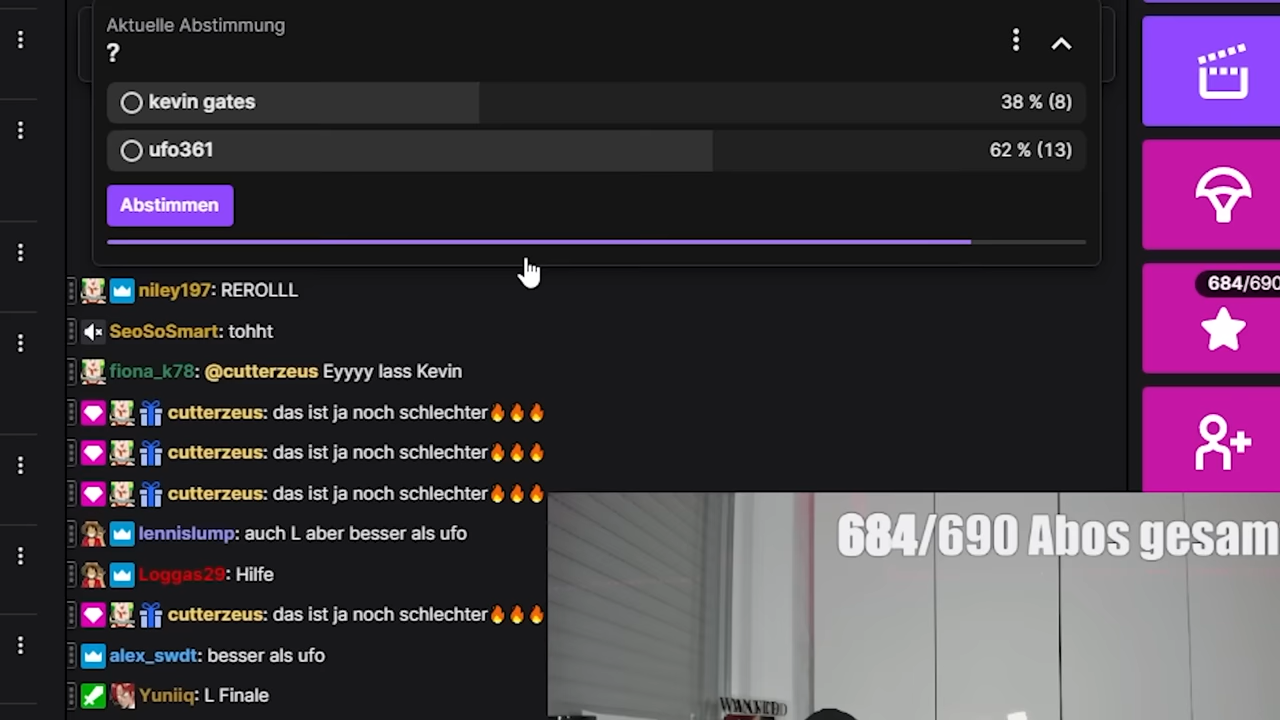 Aktuelle Abstimmung
?
kevin gates 38 % (8)
ufo361 62 % (13)
Abstimmen
niley197: REROLLL
SeoSoSmart: tohht
fiona_k78: @cutterzeus Eyyyy lass Kevin
cutterzeus: das ist ja noch schlechter🔥🔥🔥
cutterzeus: das ist ja noch schlechter🔥🔥🔥
cutterzeus: das ist ja noch schlechter🔥🔥🔥
lennislump: auch L aber besser als ufo
Loggas29: Hilfe
cutterzeus: das ist ja noch schlechter🔥🔥🔥
alex_swdt: besser als ufo
Yuniiq: L Finale
684/690
684/690 Abos gesam
WANTED